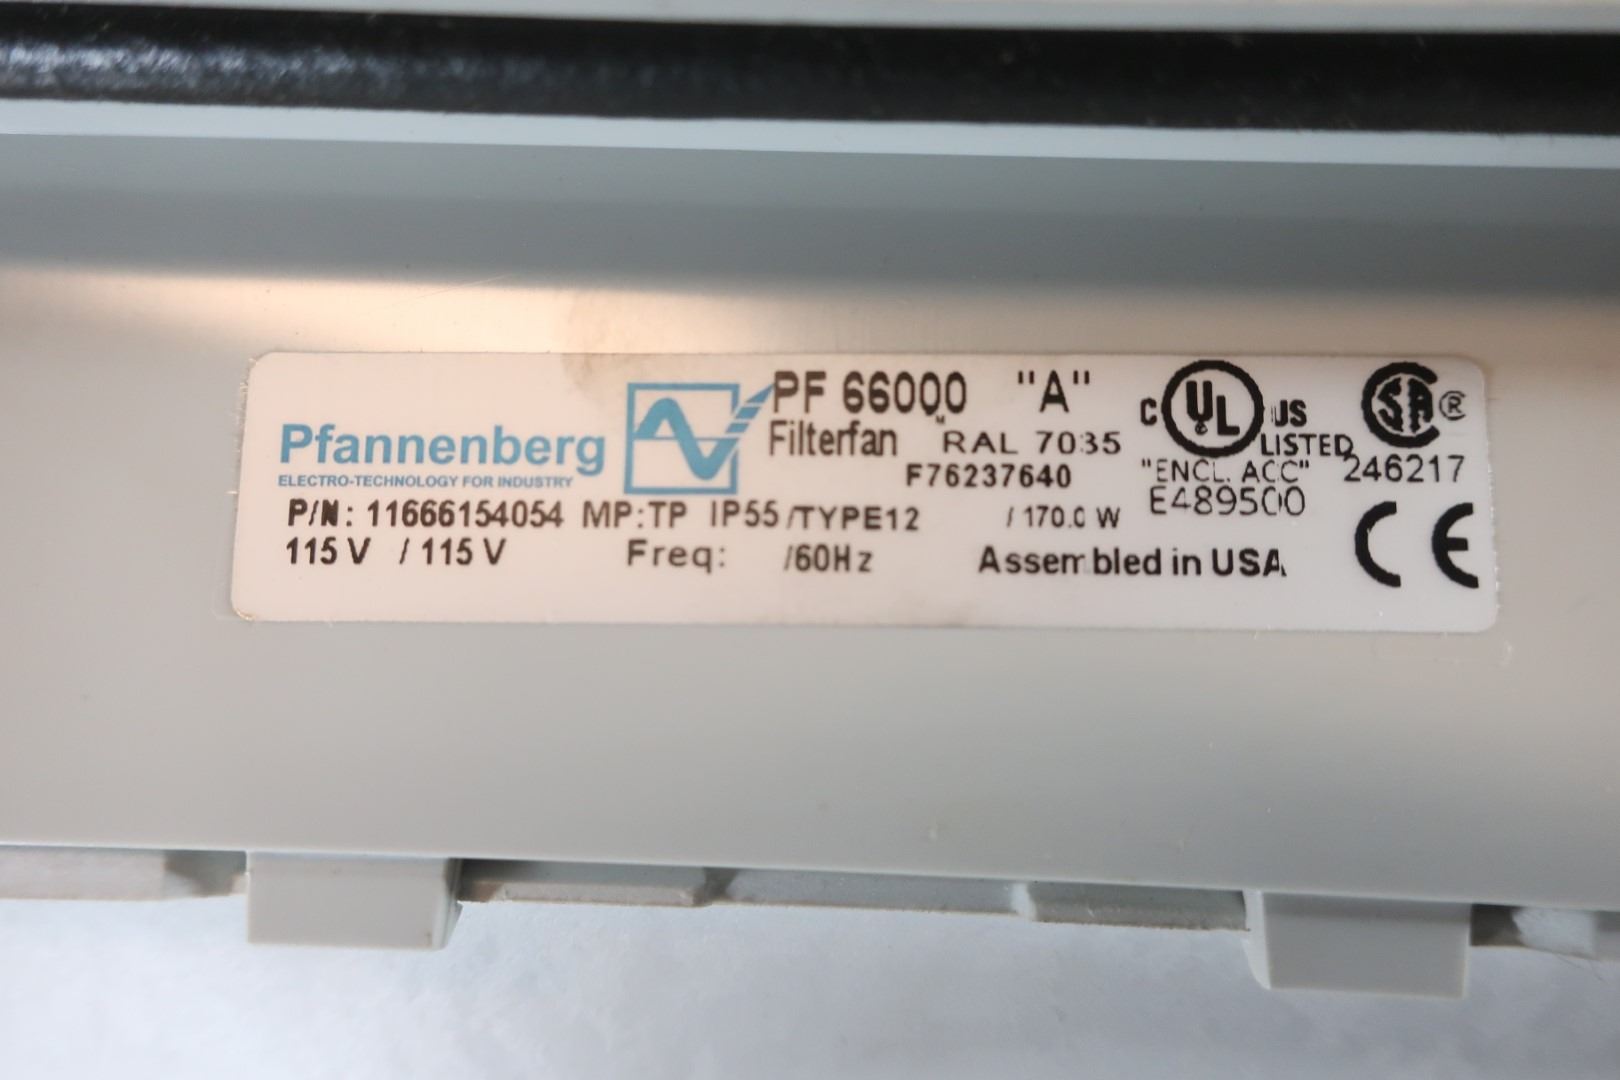 Pfannenberg
ELECTRO-TECHNOLOGY FOR INDUSTRY
PF 66000 "A"
Filterfan RAL 7035
F76237640
C UL US
LISTED
"ENCL. ACC"
E489500
SA ®
246217
P/N: 11666154054 MP:TP IP55/TYPE12 / 170.0 W
115 V / 115 V Freq: /60Hz Assembled in USA
CE